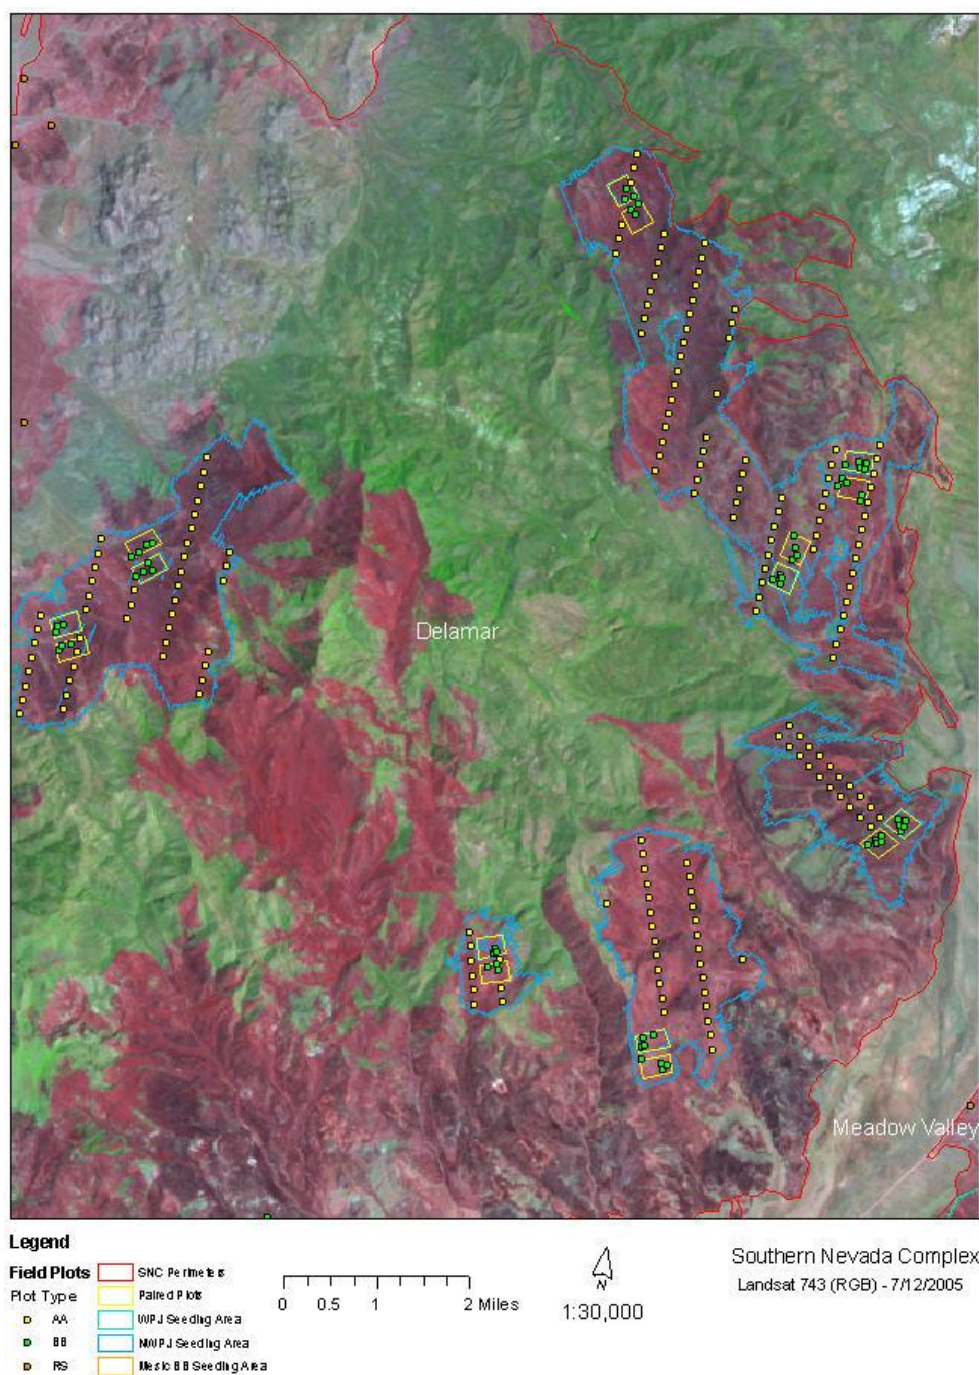 Delamar
Meadow Valley
Legend
Field Plots
Plot Type
AA
BB
RS
SNC Perimeters
Paired Plots
WPJ Seeding Area
NWPJ Seeding Area
Mesic BB Seeding Area
0 0.5 1 2 Miles
N
1:30,000
Southern Nevada Complex
Landsat 743 (RGB) - 7/12/2005